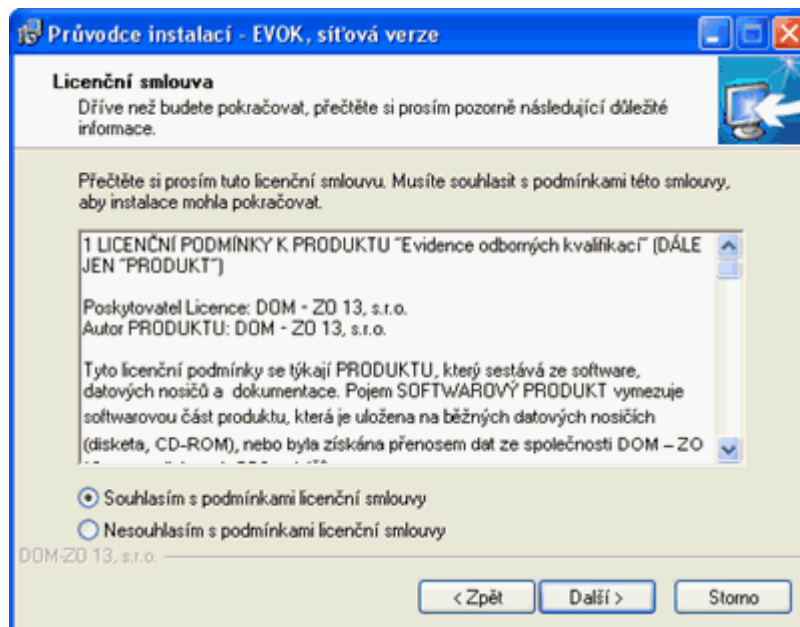 Průvodce instalací - EVOK, síťová verze
Licenční smlouva
Dříve než budete pokračovat, přečtěte si prosím pozorně následující důležité
informace.
Přečtěte si prosím tuto licenční smlouvu. Musíte souhlasit s podmínkami této smlouvy,
aby instalace mohla pokračovat.
1 LICENČNÍ PODMÍNKY K PRODUKTU "Evidence odborných kvalifikací" (DÁLE
JEN "PRODUKT")
Poskytovatel Licence: DOM - ZO 13, s.r.o.
Autor PRODUKTU: DOM - ZO 13, s.r.o.
Tyto licenční podmínky se týkají PRODUKTU, který sestává ze software,
datových nosičů a dokumentace. Pojem SOFTWAROVÝ PRODUKT vymezuje
softwarovou část produktu, která je uložena na běžných datových nosičích
(disketa, CD-ROM), nebo byla získána přenosem dat ze společnosti DOM – ZO
Souhlasím s podmínkami licenční smlouvy
Nesouhlasím s podmínkami licenční smlouvy
DOM-ZO 13, s.r.o.
< Zpět
Další >
Storno